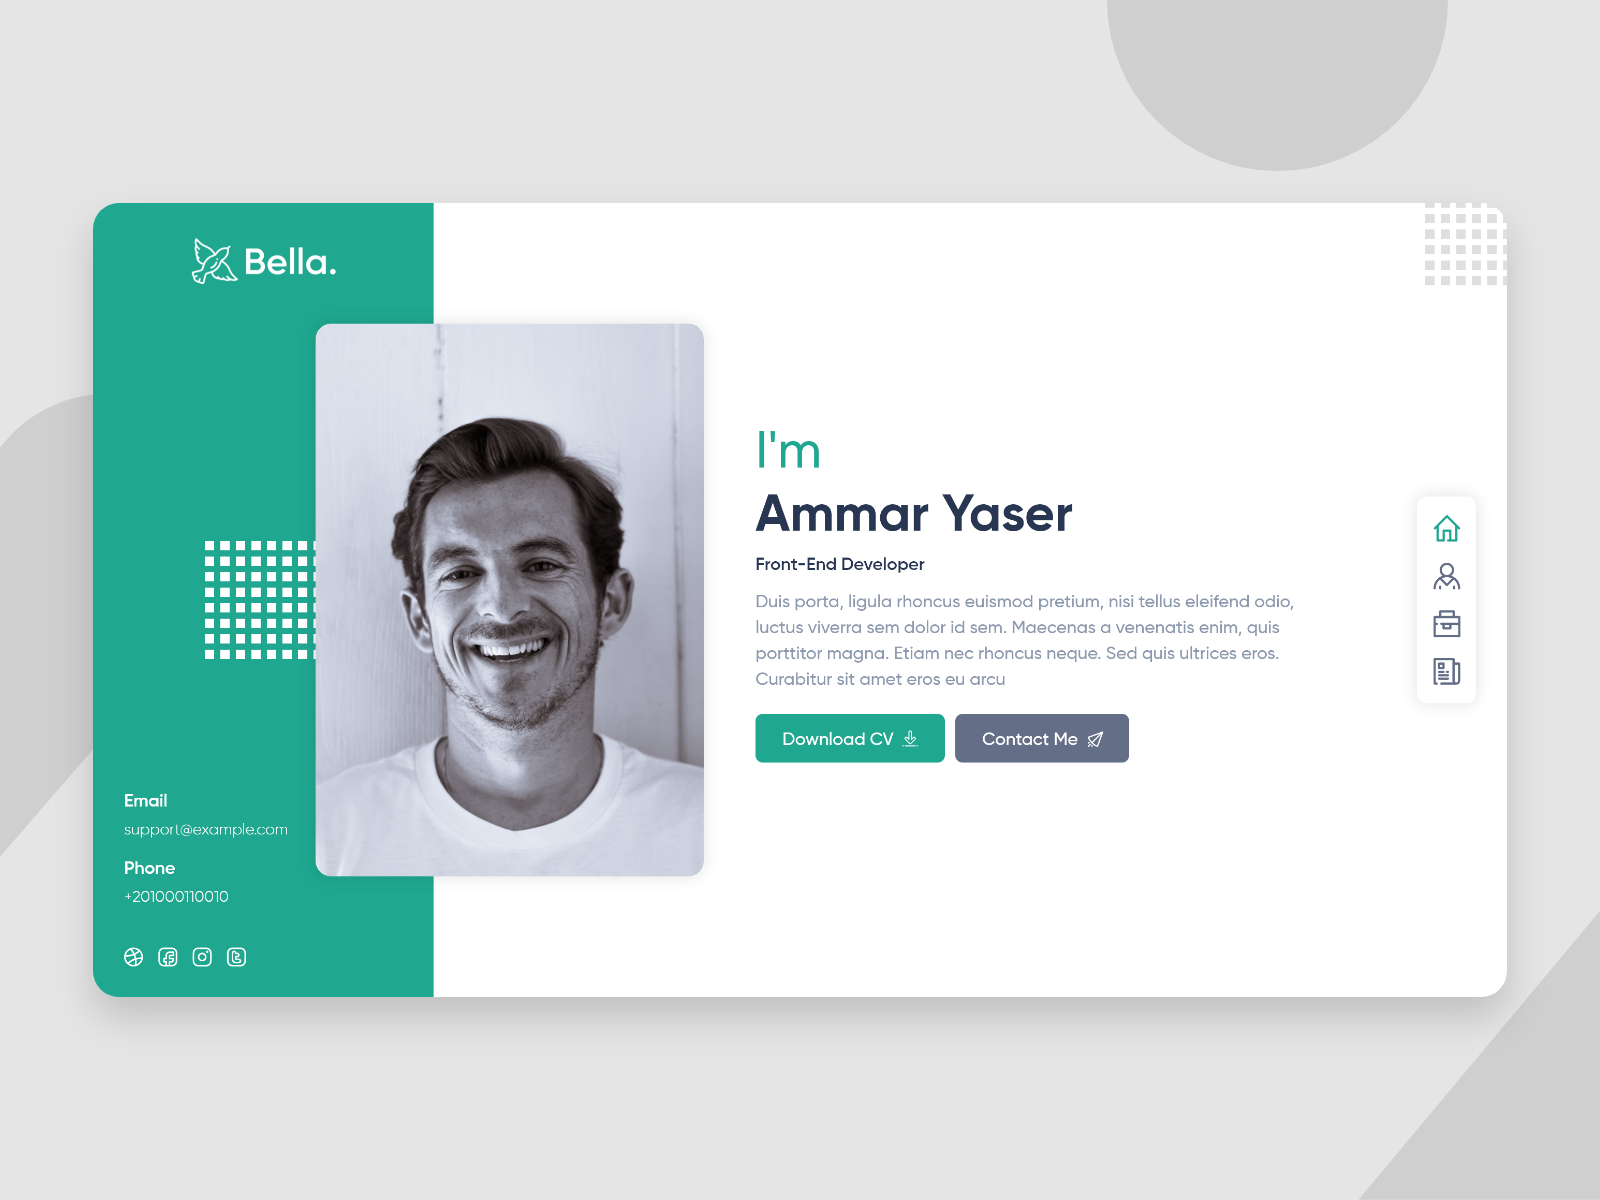 Bella.
I'm
Ammar Yaser
Front-End Developer
Duis porta, ligula rhoncus euismod pretium, nisi tellus eleifend odio,
luctus viverra sem dolor id sem. Maecenas a venenatis enim, quis
porttitor magna. Etiam nec rhoncus neque. Sed quis ultrices eros.
Curabitur sit amet eros eu arcu
Download CV
Contact Me
Email
support@example.com
Phone
+201000110010